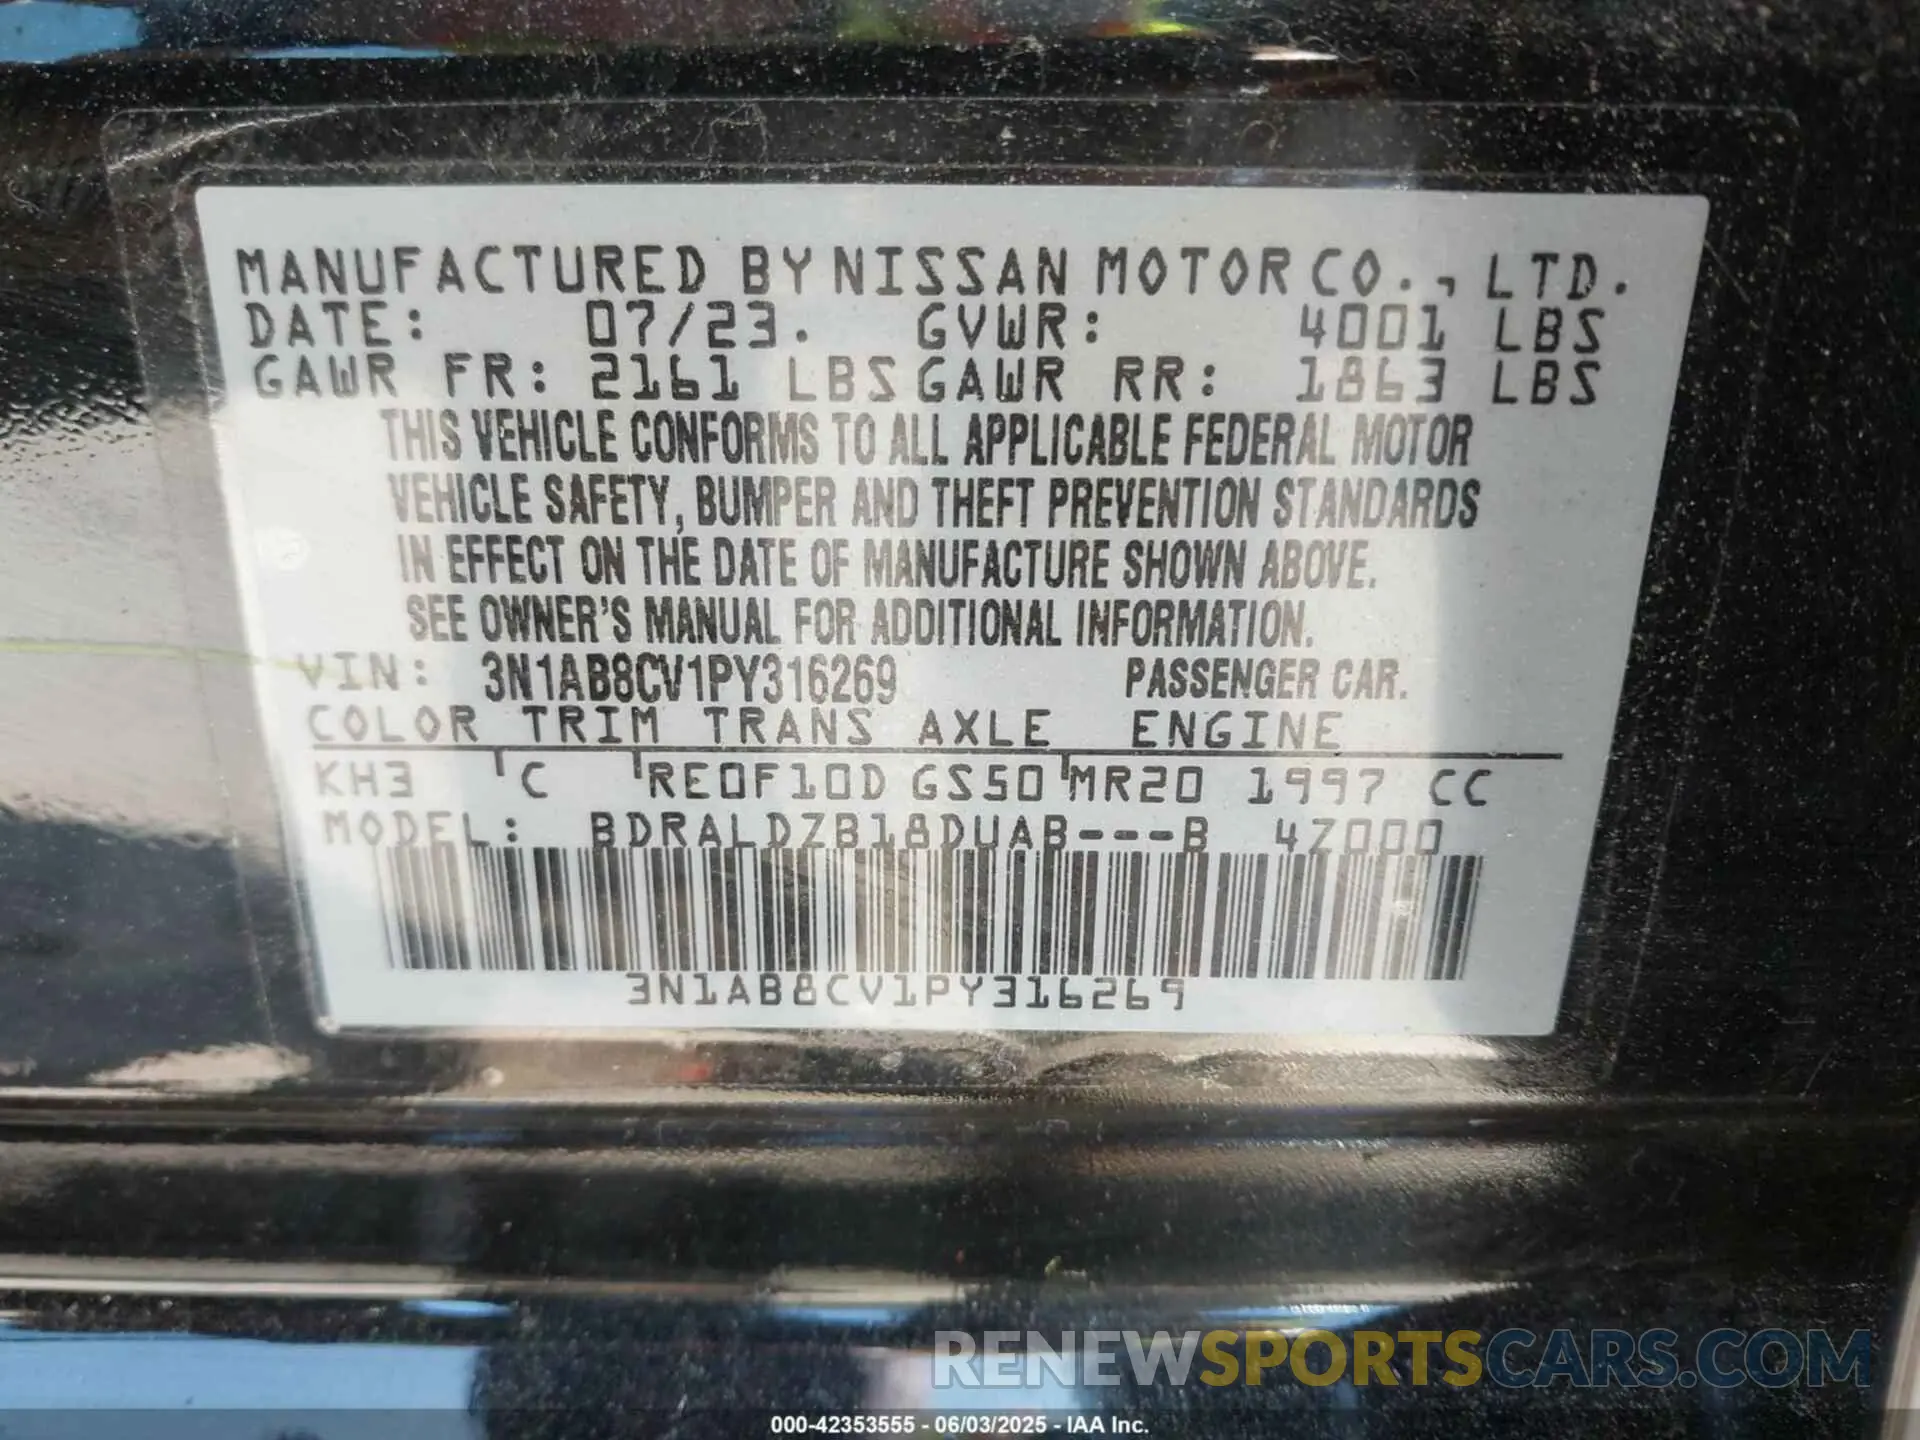 MANUFACTURED BY NISSAN MOTOR CO., LTD.
DATE: 07/23. GVWR: 4001 LBS
GAWR FR: 2161 LBS GAWR RR: 1863 LBS
THIS VEHICLE CONFORMS TO ALL APPLICABLE FEDERAL MOTOR
VEHICLE SAFETY, BUMPER AND THEFT PREVENTION STANDARDS
IN EFFECT ON THE DATE OF MANUFACTURE SHOWN ABOVE.
SEE OWNER'S MANUAL FOR ADDITIONAL INFORMATION.
VIN: 3N1AB8CV1PY316269 PASSENGER CAR.
COLOR TRIM TRANS AXLE ENGINE
KH3 C RE0F10D GS50 MR20 1997 CC
MODEL: BDRALDZB18DUAB---B 4Z000
3N1AB8CV1PY316269
RENEWSPORTSCARS.COM
000-42353555 - 06/03/2025 - IAA Inc.